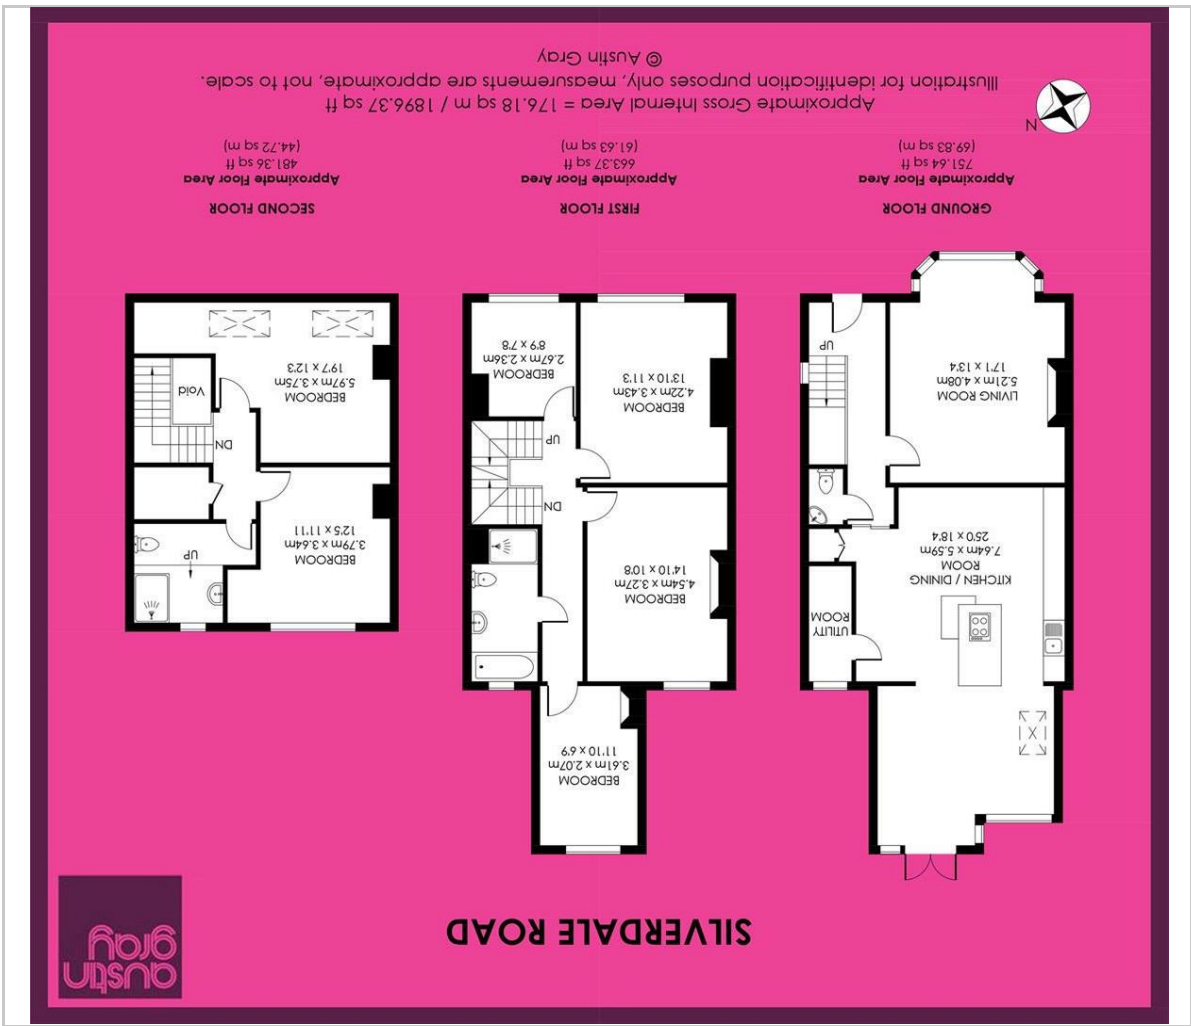 austin
gray
SILVERDALE ROAD
KITCHEN / DINING
ROOM
7.64m x 5.59m
25'0 x 18'4
UTILITY
ROOM
LIVING ROOM
5.21m x 4.08m
17'1 x 13'4
UP
GROUND FLOOR
Approximate Floor Area
751.64 sq ft
(69.83 sq m)
BEDROOM
3.61m x 2.07m
11'10 x 6'9
BEDROOM
4.54m x 3.27m
14'10 x 10'8
DN
UP
BEDROOM
4.22m x 3.43m
13'10 x 11'3
BEDROOM
2.67m x 2.36m
8'9 x 7'8
FIRST FLOOR
Approximate Floor Area
663.37 sq ft
(61.63 sq m)
UP
BEDROOM
3.79m x 3.64m
12'5 x 11'11
DN
Void
BEDROOM
5.97m x 3.75m
19'7 x 12'3
SECOND FLOOR
Approximate Floor Area
481.36 sq ft
(44.72 sq m)
N
Approximate Gross Internal Area = 176.18 sq m / 1896.37 sq ft
Illustration for identification purposes only, measurements are approximate, not to scale.
© Austin Gray